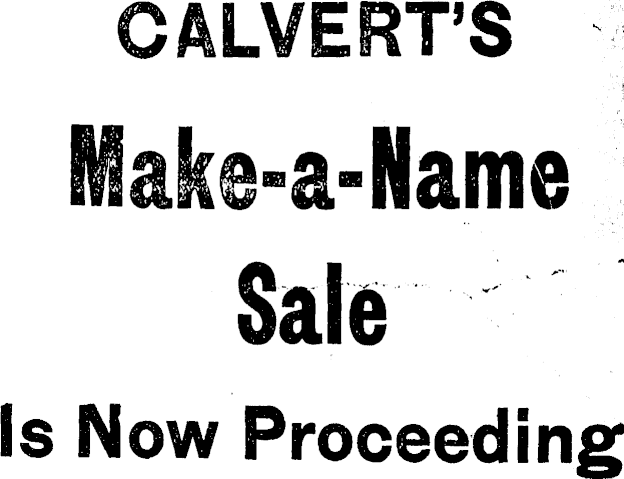 CALVERT'S
Make-a-Name
Sale
Is Now Proceeding